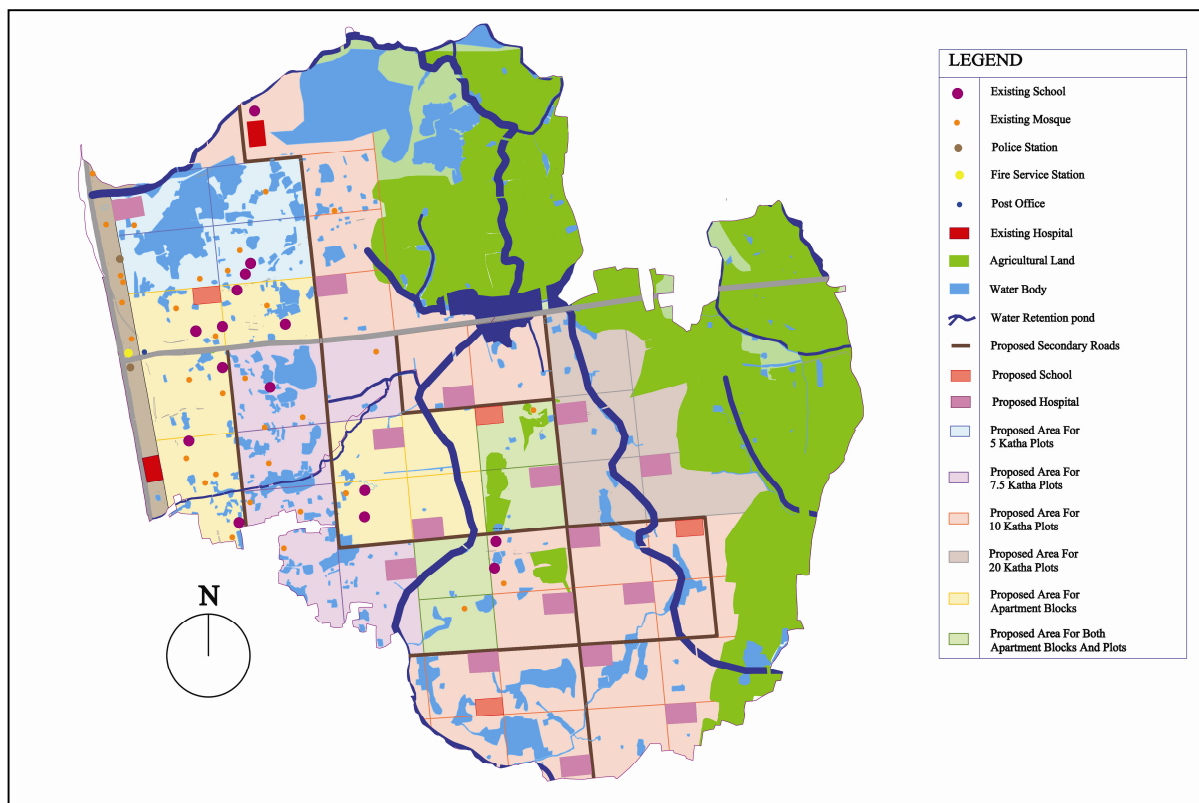 LEGEND
Existing School
Existing Mosque
Police Station
Fire Service Station
Post Office
Existing Hospital
Agricultural Land
Water Body
Water Retention pond
Proposed Secondary Roads
Proposed School
Proposed Hospital
Proposed Area For
5 Katha Plots
Proposed Area For
7.5 Katha Plots
Proposed Area For
10 Katha Plots
Proposed Area For
20 Katha Plots
Proposed Area For
Apartment Blocks
Proposed Area For Both
Apartment Blocks And Plots
N